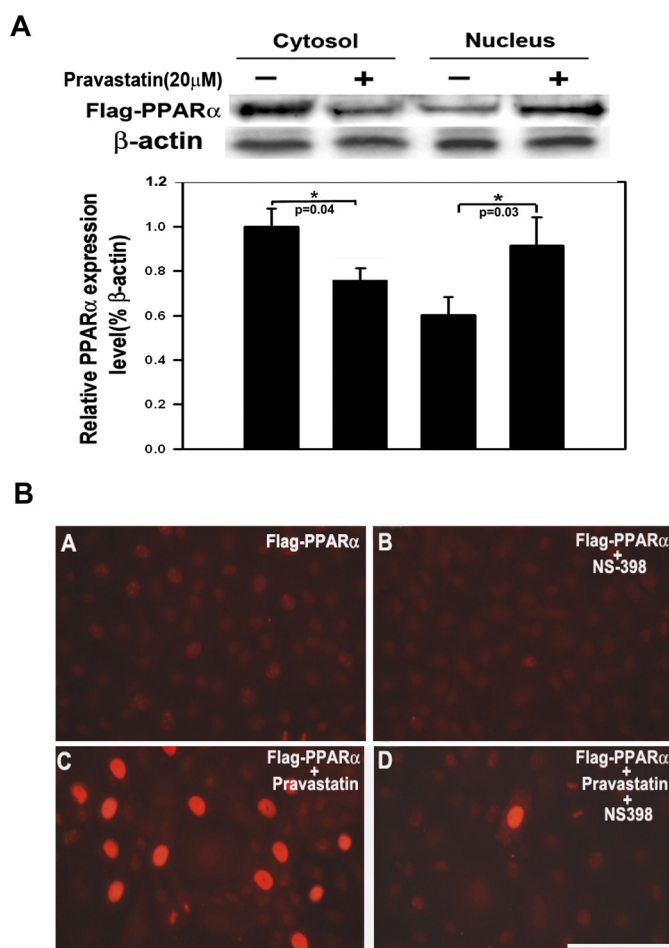 A
Cytosol Nucleus
Pravastatin(20μM) − + − +
Flag-PPARα
β-actin
1.2
1.0
0.8
0.6
0.4
0.2
0.0
Relative PPARα expression
level(% β-actin)
*
p=0.04
*
p=0.03
B
A
Flag-PPARα
B
Flag-PPARα
+
NS-398
C
Flag-PPARα
+
Pravastatin
D
Flag-PPARα
+
Pravastatin
+
NS398